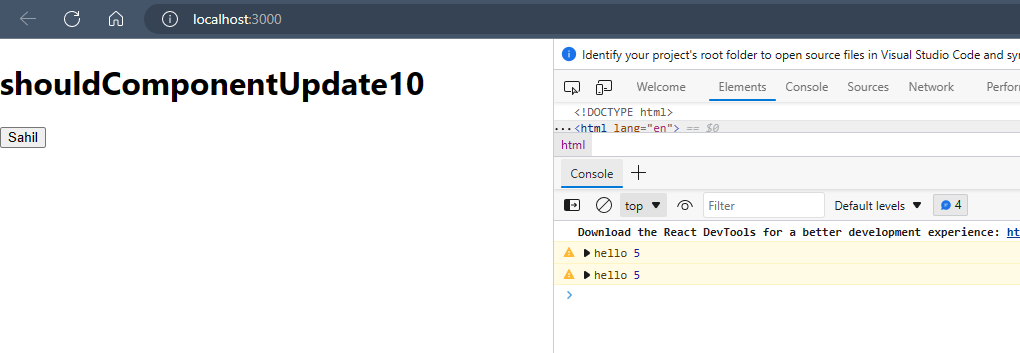 localhost:3000
shouldComponentUpdate10
Sahil
Identify your project's root folder to open source files in Visual Studio Code and syn
Welcome Elements Console Sources Network Perfor
<!DOCTYPE html>
...<html lang="en"> == $0
html
Console
top Filter Default levels 4
Download the React DevTools for a better development experience: ht
hello 5
hello 5